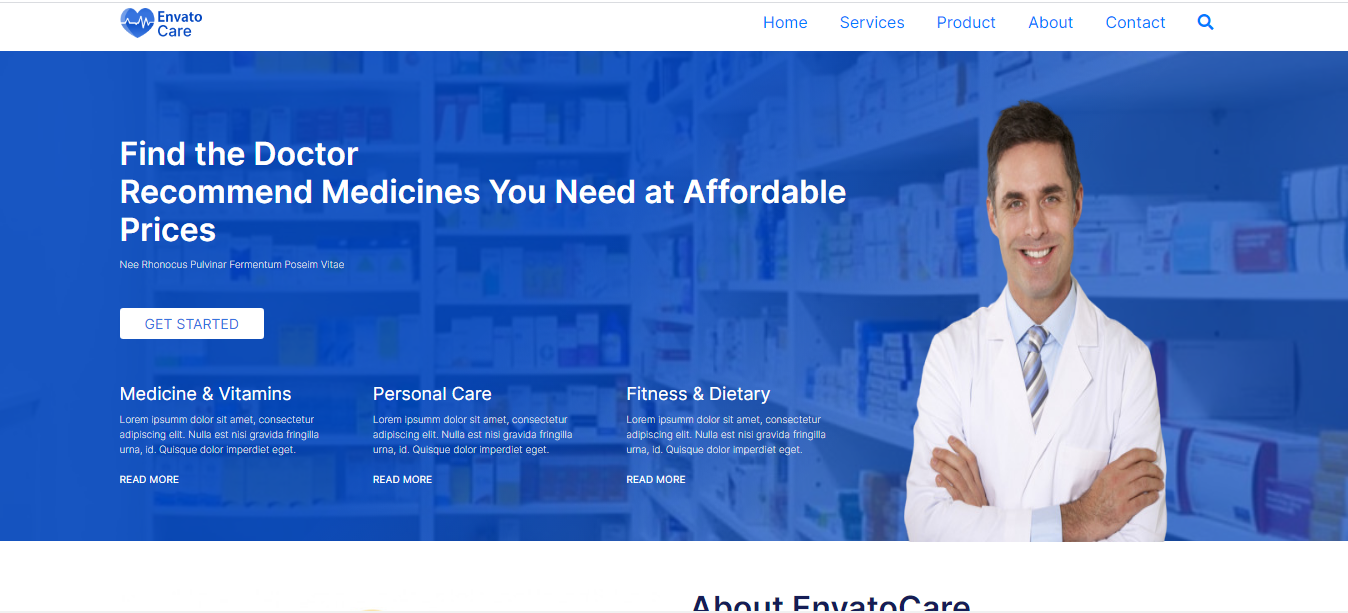 Envato
Care
Home
Services
Product
About
Contact
Find the Doctor
Recommend Medicines You Need at Affordable
Prices
Nee Rhonocus Pulvinar Fermentum Poseim Vitae
GET STARTED
Medicine & Vitamins
Lorem ipsumm dolor sit amet, consectetur
adipiscing elit. Nulla est nisi gravida fringilla
urna, id. Quisque dolor imperdiet eget.
READ MORE
Personal Care
Lorem ipsumm dolor sit amet, consectetur
adipiscing elit. Nulla est nisi gravida fringilla
urna, id. Quisque dolor imperdiet eget.
READ MORE
Fitness & Dietary
Lorem ipsumm dolor sit amet, consectetur
adipiscing elit. Nulla est nisi gravida fringilla
urna, id. Quisque dolor imperdiet eget.
READ MORE
About EnvatoCare